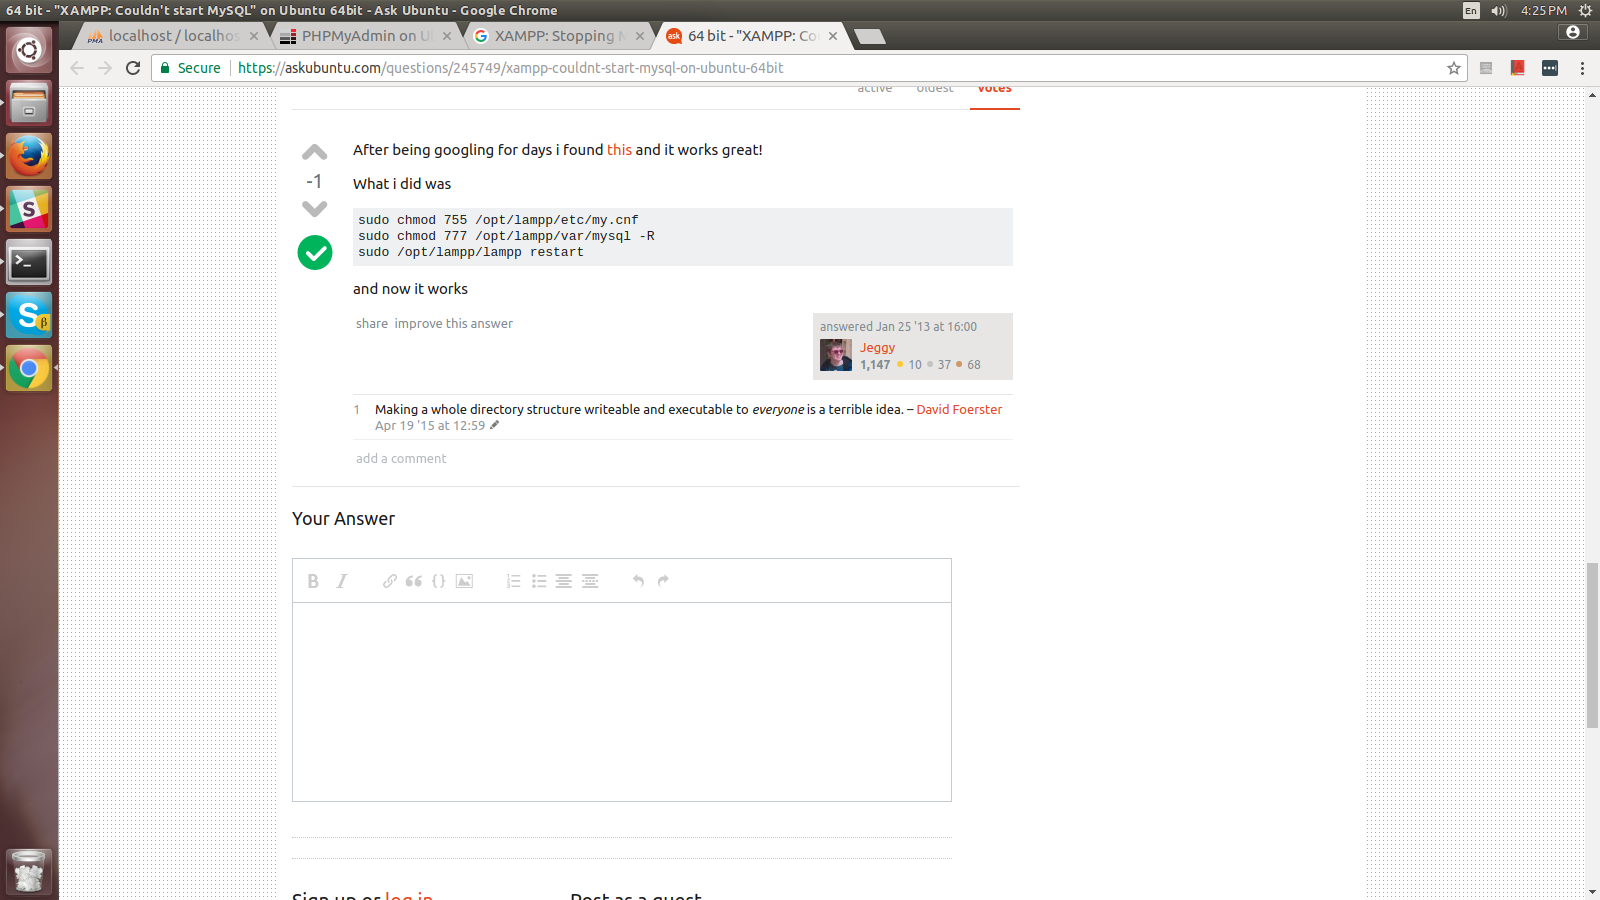 64 bit - "XAMPP: Couldn't start MySQL" on Ubuntu 64bit - Ask Ubuntu - Google Chrome
En
4:25 PM
PMA
localhost / localhos
PHPMyAdmin on U
XAMPP: Stopping M
ask
64 bit - "XAMPP: Co
Secure
https://askubuntu.com/questions/245749/xampp-couldnt-start-mysql-on-ubuntu-64bit
active oldest votes
After being googling for days i found this and it works great!
-1
What i did was
sudo chmod 755 /opt/lampp/etc/my.cnf
sudo chmod 777 /opt/lampp/var/mysql -R
sudo /opt/lampp/lampp restart
and now it works
share improve this answer
answered Jan 25 '13 at 16:00
Jeggy
1,147 10 37 68
1 Making a whole directory structure writeable and executable to everyone is a terrible idea. – David Foerster
Apr 19 '15 at 12:59
add a comment
Your Answer
B I
Sign up or log in
Post as a guest